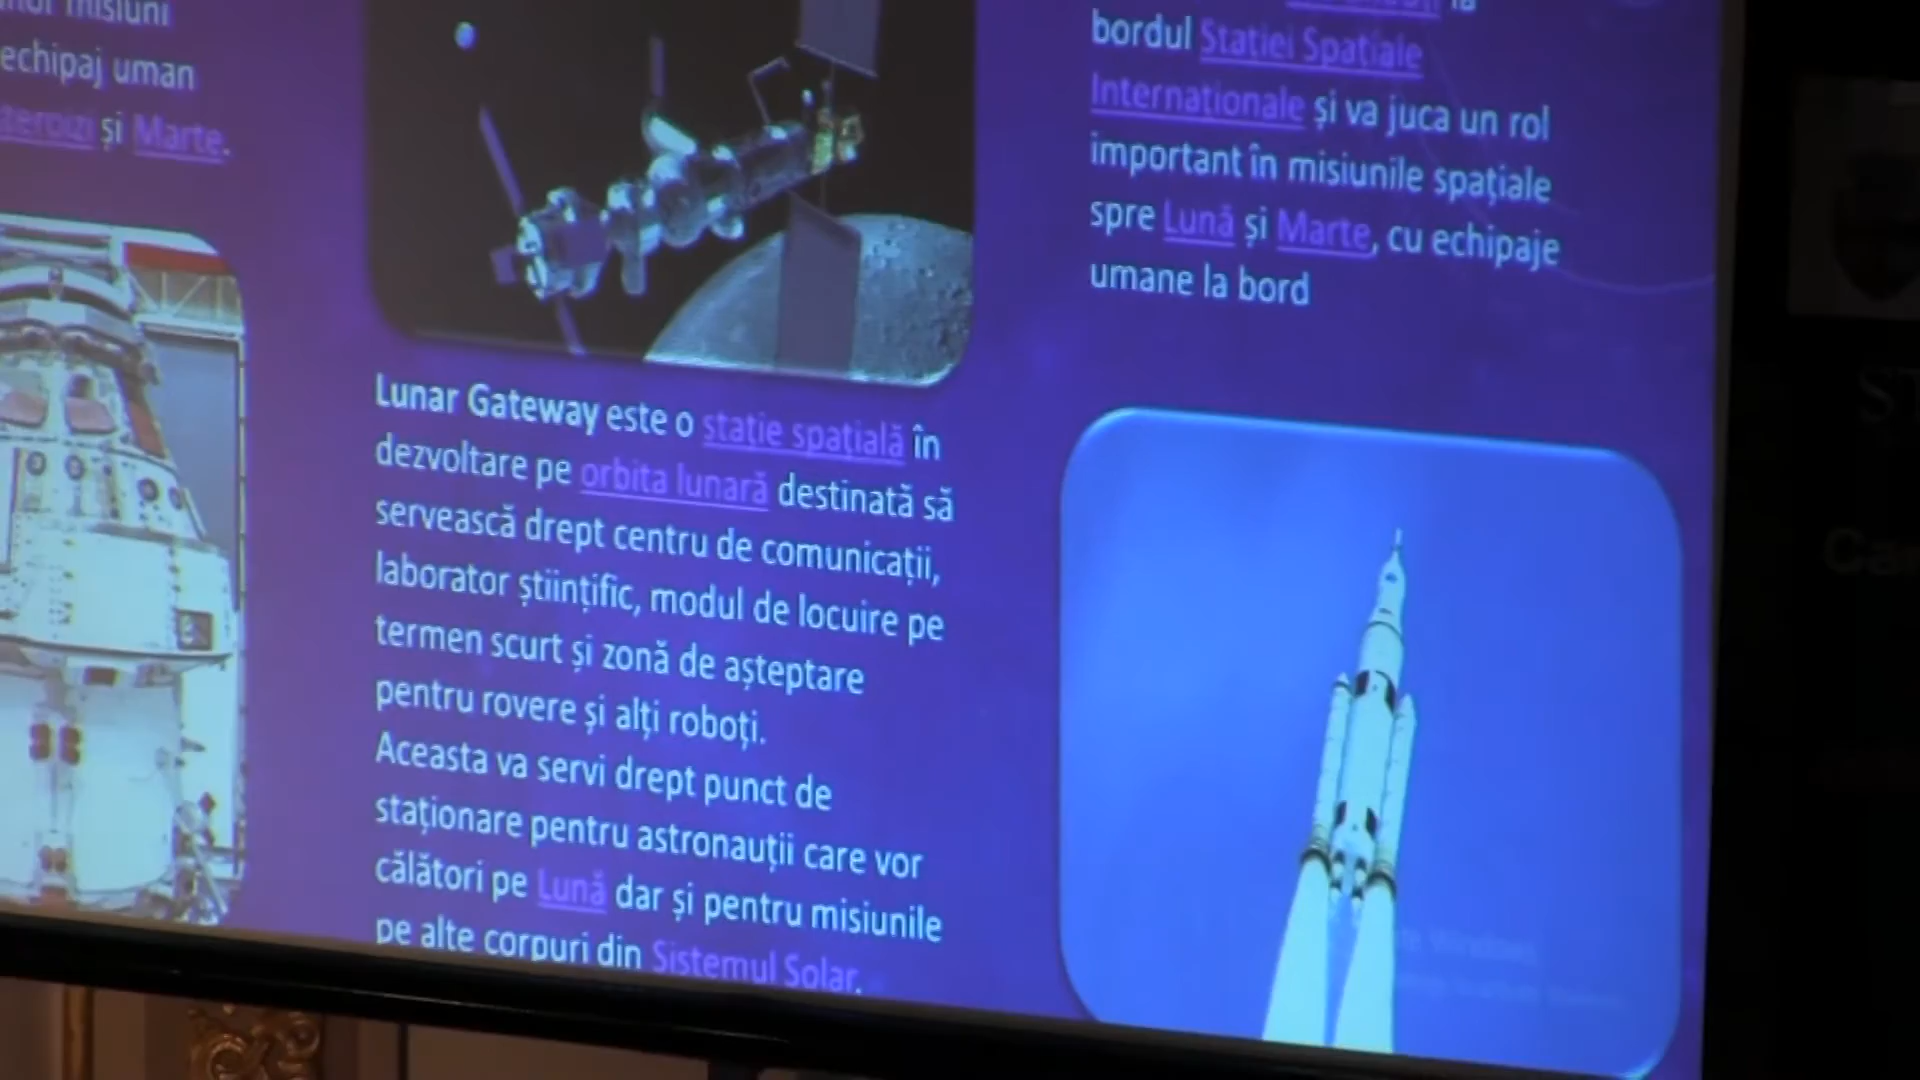 misiuni
echipaj uman
și Marte.
Lunar Gateway este o stație spațială în
dezvoltare pe orbita lunară destinată să
servească drept centru de comunicații,
laborator științific, modul de locuire pe
termen scurt și zonă de așteptare
pentru rovere și alți roboți.
Aceasta va servi drept punct de
staționare pentru astronauții care vor
călători pe Lună dar și pentru misiunile
pe alte corpuri din Sistemul Solar.
la
bordul Stației Spațiale
Internaționale și va juca un rol
important în misiunile spațiale
spre Lună și Marte, cu echipaje
umane la bord